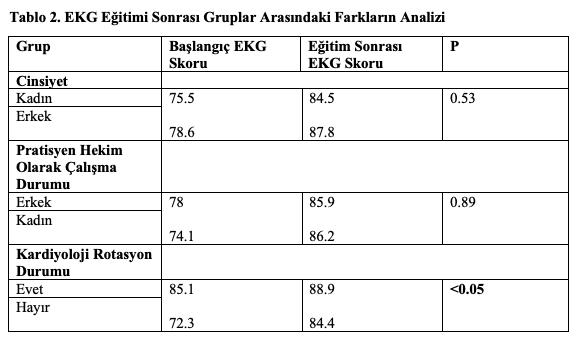 Tablo 2. EKG Eğitimi Sonrası Gruplar Arasındaki Farkların Analizi
Grup Başlangıç EKG Skoru Eğitim Sonrası EKG Skoru P
Cinsiyet
Kadın 75.5 84.5 0.53
Erkek 78.6 87.8
Pratisyen Hekim
Olarak Çalışma
Durumu
Erkek 78 85.9 0.89
Kadın 74.1 86.2
Kardiyoloji Rotasyon
Durumu
Evet 85.1 88.9 <0.05
Hayır 72.3 84.4